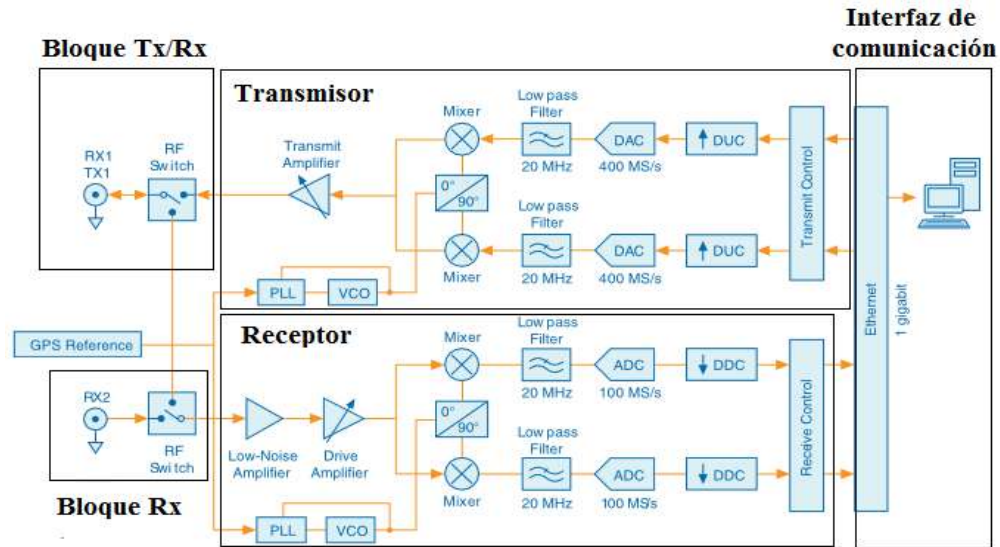 Interfaz de
comunicación
Bloque Tx/Rx
Transmisor
RX1
TX1
RF
Switch
Transmit
Amplifier
Mixer
0°
90°
Mixer
Low pass
Filter
20 MHz
DAC
400 MS/s
DUC
Low pass
Filter
20 MHz
DAC
400 MS/s
DUC
Transmit Control
PLL
VCO
Ethernet
1 gigabit
GPS Reference
Receptor
RX2
RF
Switch
Bloque Rx
Low-Noise
Amplifier
Drive
Amplifier
Mixer
0°
90°
Mixer
Low pass
Filter
20 MHz
ADC
100 MS/s
DDC
Low pass
Filter
20 MHz
ADC
100 MS/s
DDC
Receive Control
PLL
VCO